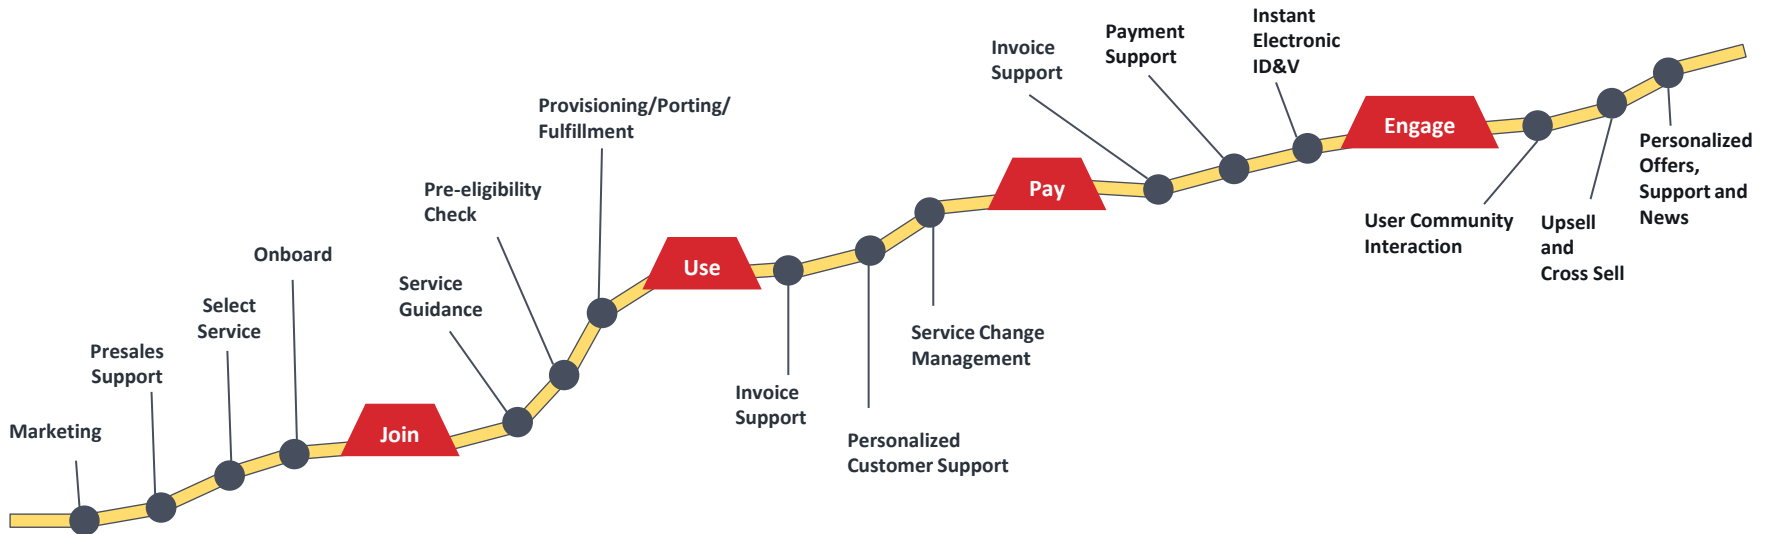 Marketing
Presales
Support
Select
Service
Onboard
Join
Service
Guidance
Pre-eligibility
Check
Provisioning/Porting/
Fulfillment
Use
Invoice
Support
Personalized
Customer Support
Service Change
Management
Pay
Invoice
Support
Payment
Support
Instant
Electronic
ID&V
Engage
User Community
Interaction
Upsell
and
Cross Sell
Personalized
Offers,
Support and
News